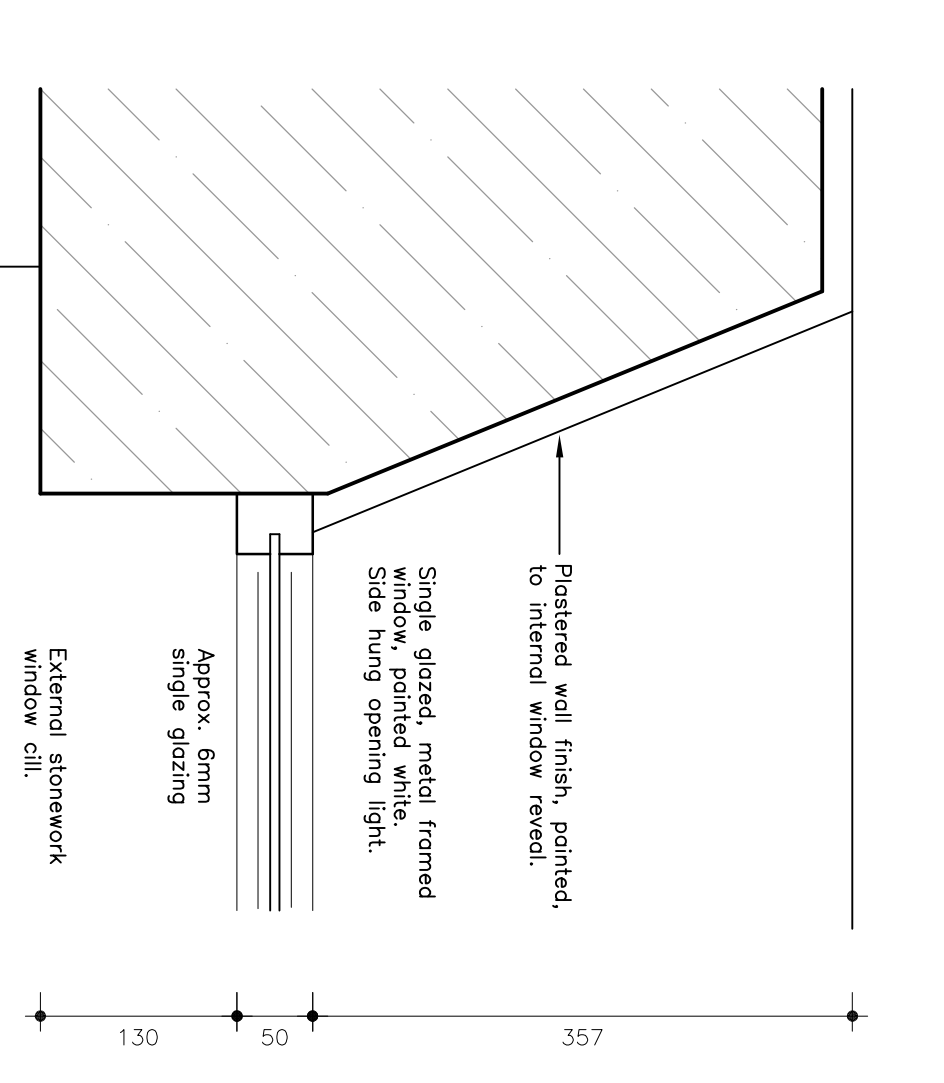 Plastered wall finish, painted,
to internal window reveal.
Single glazed, metal framed
window, painted white.
Side hung opening light.
Approx. 6mm
single glazing
External stonework
window cill.
130
50
357